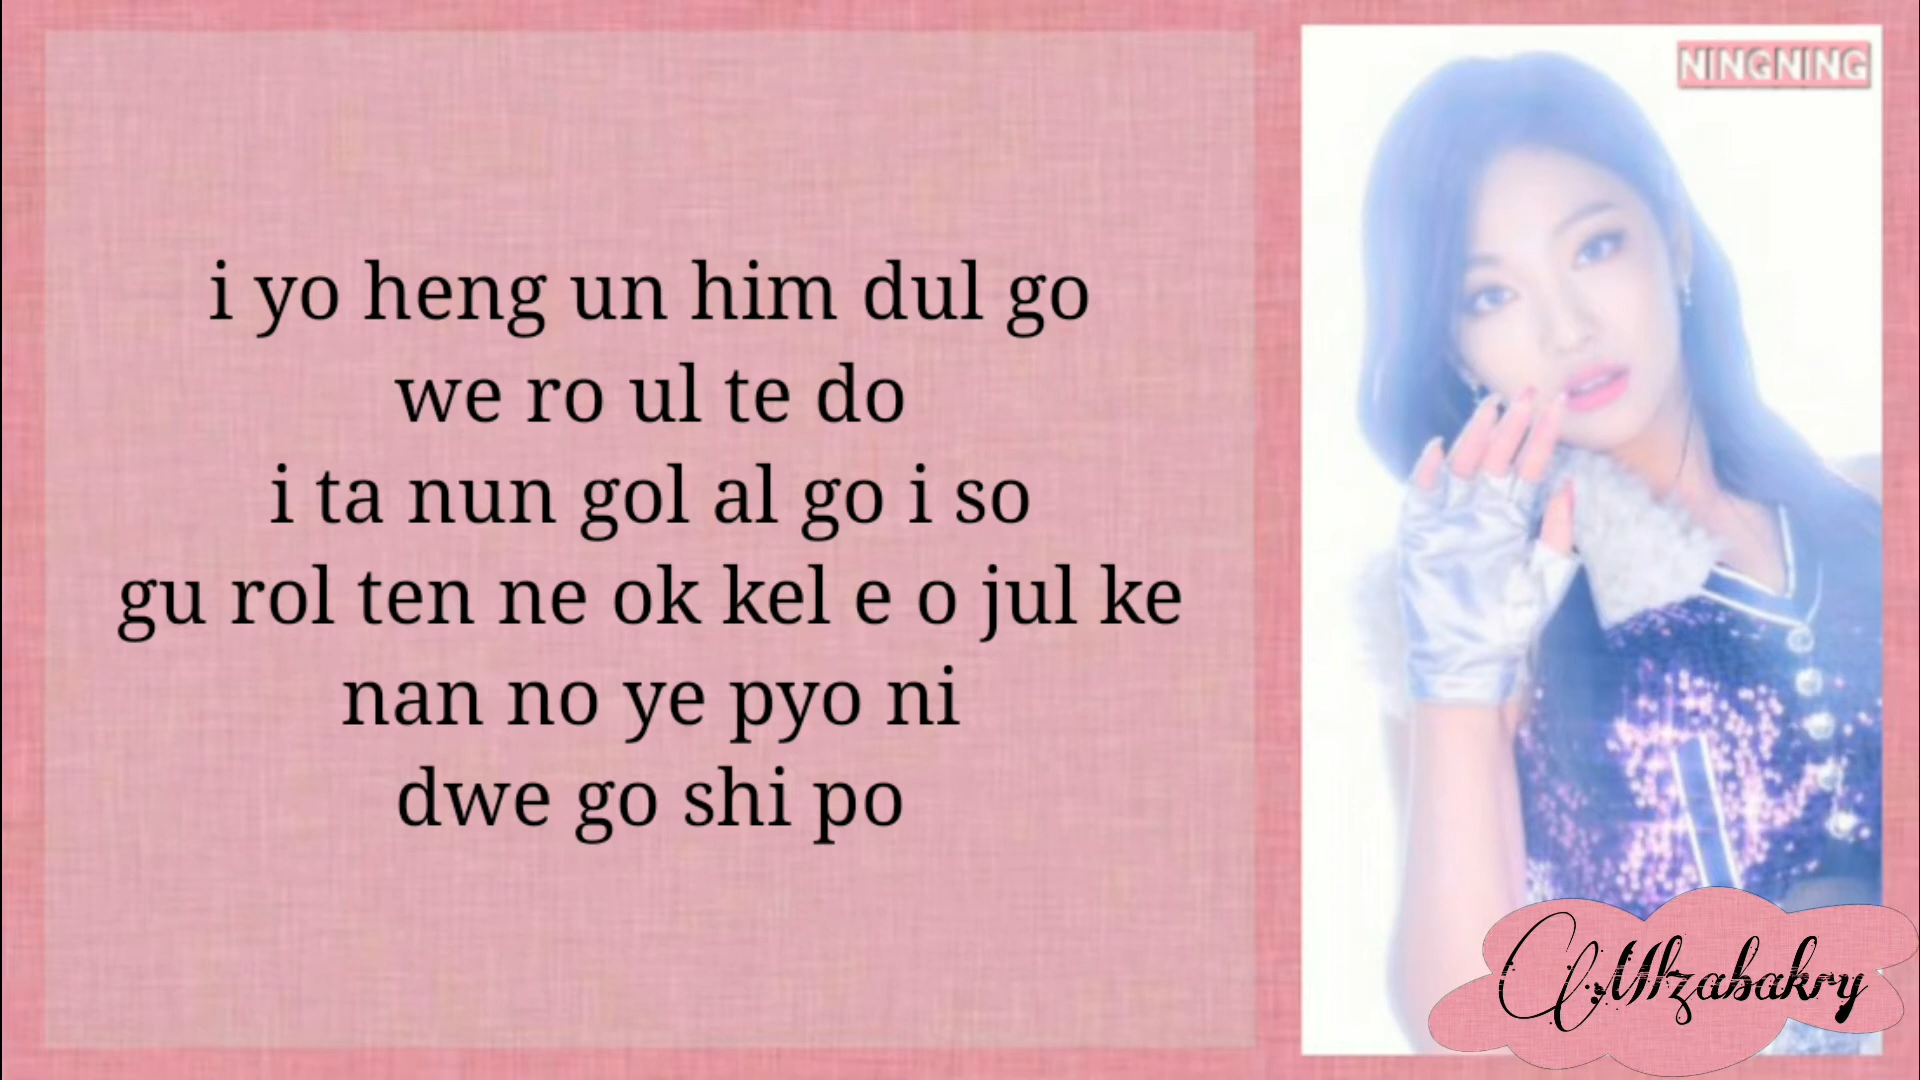 i yo heng un him dul go
we ro ul te do
i ta nun gol al go i so
gu rol ten ne ok kel e o jul ke
nan no ye pyo ni
dwe go shi po
NINGNING
Ulzabakry